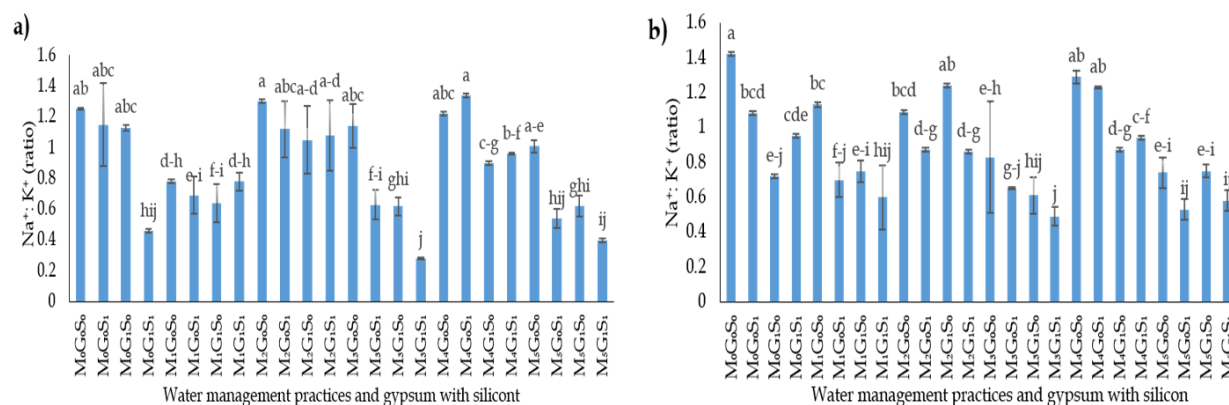 a)
Na⁺: K⁺ (ratio)
1.6
1.4
1.2
1
0.8
0.6
0.4
0.2
0
ab
abc
abc
hij
d-h
e-i
f-i
d-h
a
abc
a-d
a-d
abc
f-i
ghi
j
abc
a
c-g
b-f
a-e
hij
ghi
ij
M₀G₀S₀
M₀G₀S₁
M₀G₁S₀
M₀G₁S₁
M₁G₀S₀
M₁G₀S₁
M₁G₁S₀
M₁G₁S₁
M₂G₀S₀
M₂G₀S₁
M₂G₁S₀
M₂G₁S₁
M₃G₀S₀
M₃G₀S₁
M₃G₁S₀
M₃G₁S₁
M₄G₀S₀
M₄G₀S₁
M₄G₁S₀
M₄G₁S₁
M₅G₀S₀
M₅G₀S₁
M₅G₁S₀
M₅G₁S₁
Water management practices and gypsum with silicont
b)
Na⁺: K⁺ (ratio)
1.6
1.4
1.2
1
0.8
0.6
0.4
0.2
0
a
bcd
e-j
cde
bc
f-j
e-i
hij
bcd
d-g
ab
d-g
e-h
g-j
hij
j
ab
ab
d-g
c-f
e-i
ij
e-i
ij
M₀G₀S₀
M₀G₀S₁
M₀G₁S₀
M₀G₁S₁
M₁G₀S₀
M₁G₀S₁
M₁G₁S₀
M₁G₁S₁
M₂G₀S₀
M₂G₀S₁
M₂G₁S₀
M₂G₁S₁
M₃G₀S₀
M₃G₀S₁
M₃G₁S₀
M₃G₁S₁
M₄G₀S₀
M₄G₀S₁
M₄G₁S₀
M₄G₁S₁
M₅G₀S₀
M₅G₀S₁
M₅G₁S₀
M₅G₁S₁
Water management practices and gypsum with silicon